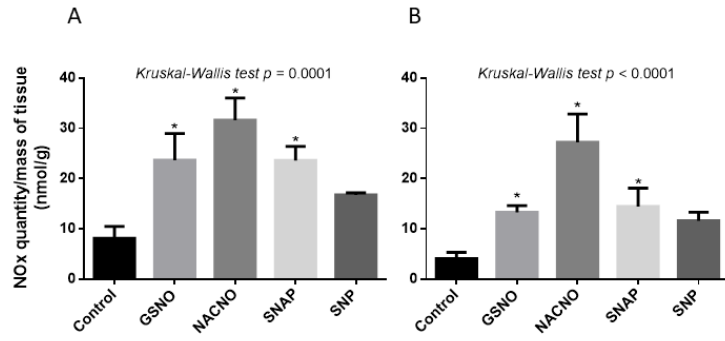 A
B
Kruskal-Wallis test p = 0.0001
Kruskal-Wallis test p < 0.0001
NOx quantity/mass of tissue
(nmol/g)
40
30
20
10
0
*
*
*
Control
GSNO
NACNO
SNAP
SNP
40
30
20
10
0
*
*
*
Control
GSNO
NACNO
SNAP
SNP